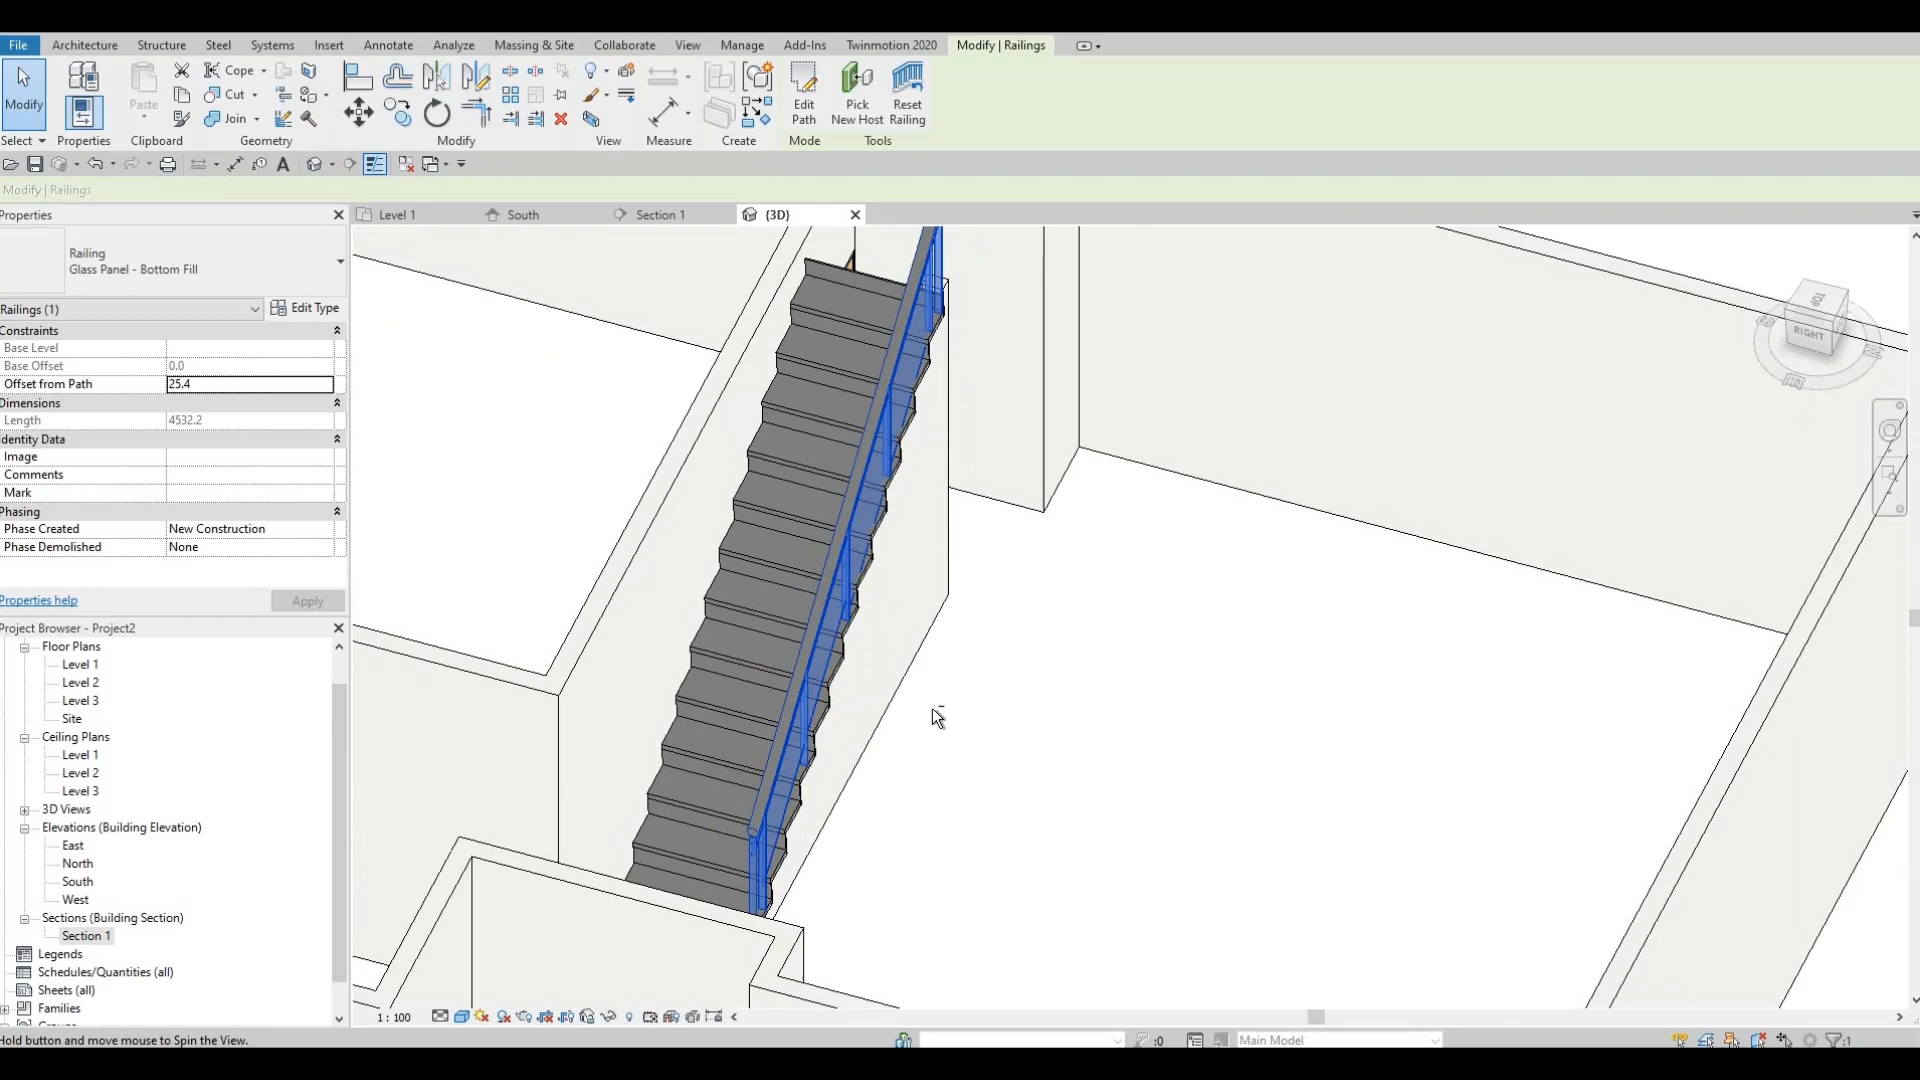 File Architecture Structure Steel Systems Insert Annotate Analyze Massing & Site Collaborate View Manage Add-Ins Twinmotion 2020 Modify | Railings
Modify
Paste
Cope
Cut
Join
Edit Path
Pick New Host
Reset Railing
Select Properties Clipboard Geometry Modify View Measure Create Mode Tools
Modify | Railings
Properties
Level 1 South Section 1 {3D}
Railing
Glass Panel - Bottom Fill
Railings (1) Edit Type
Constraints
Base Level
Base Offset 0.0
Offset from Path 25.4
Dimensions
Length 4532.2
Identity Data
Image
Comments
Mark
Phasing
Phase Created New Construction
Phase Demolished None
Properties help Apply
Project Browser - Project2
Floor Plans
Level 1
Level 2
Level 3
Site
Ceiling Plans
Level 1
Level 2
Level 3
3D Views
Elevations (Building Elevation)
East
North
South
West
Sections (Building Section)
Section 1
Legends
Schedules/Quantities (all)
Sheets (all)
Families
TOP
RIGHT
1 : 100
Hold button and move mouse to Spin the View.
:0 Main Model :1